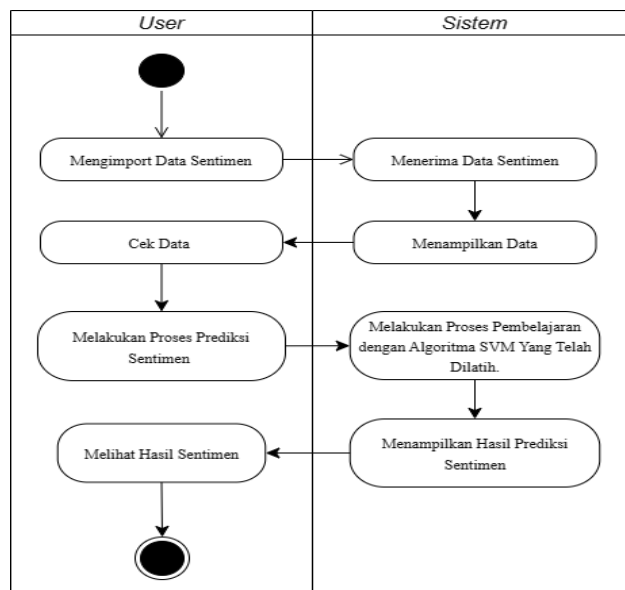 User
Sistem
Mengimport Data Sentimen
Menerima Data Sentimen
Cek Data
Menampilkan Data
Melakukan Proses Prediksi
Sentimen
Melakukan Proses Pembelajaran
dengan Algoritma SVM Yang Telah
Dilatih.
Melihat Hasil Sentimen
Menampilkan Hasil Prediksi
Sentimen